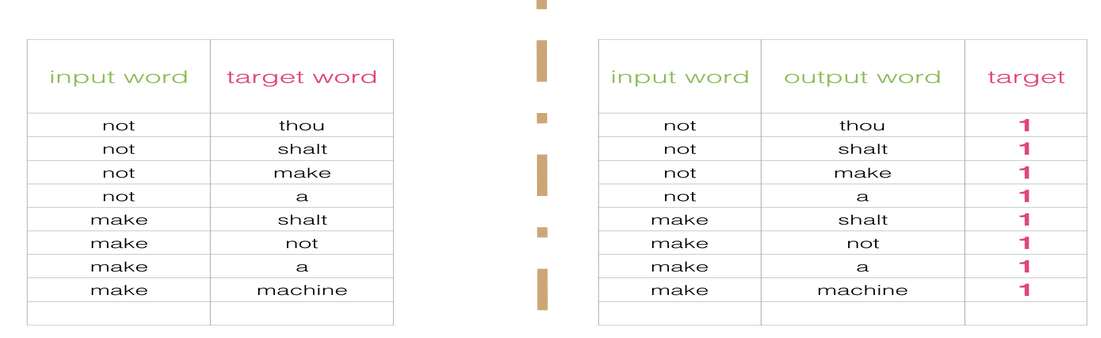 input word target word
not thou
not shalt
not make
not a
make shalt
make not
make a
make machine
input word output word target
not thou 1
not shalt 1
not make 1
not a 1
make shalt 1
make not 1
make a 1
make machine 1